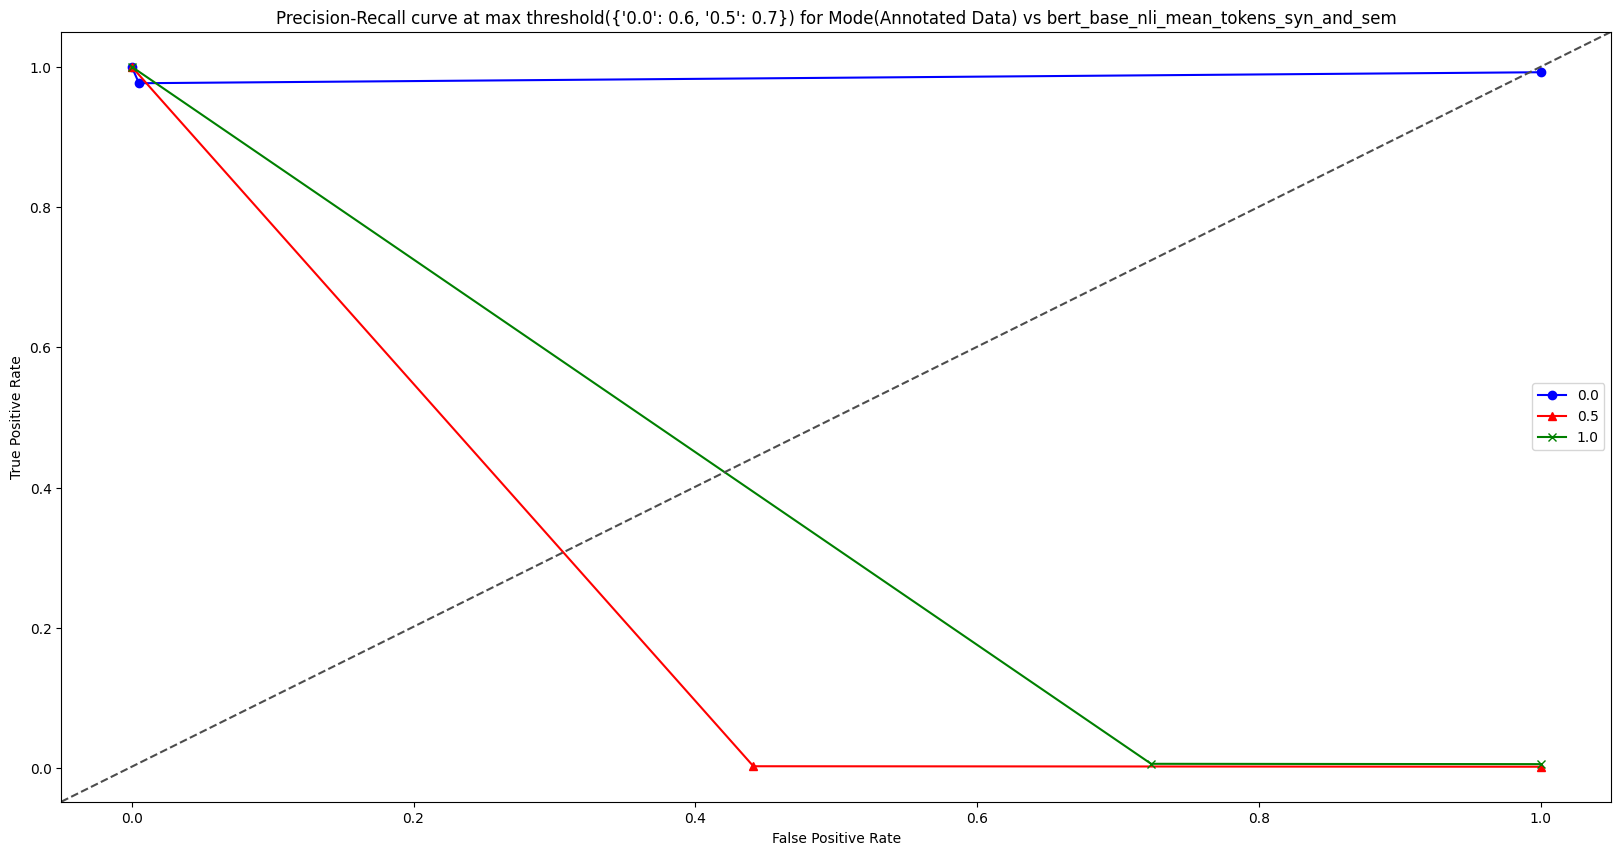 Precision-Recall curve at max threshold({'0.0': 0.6, '0.5': 0.7}) for Mode(Annotated Data) vs bert_base_nli_mean_tokens_syn_and_sem
1.0
0.8
0.6
0.4
0.2
0.0
True Positive Rate
0.0
0.5
1.0
0.0 0.2 0.4 0.6 0.8 1.0
False Positive Rate